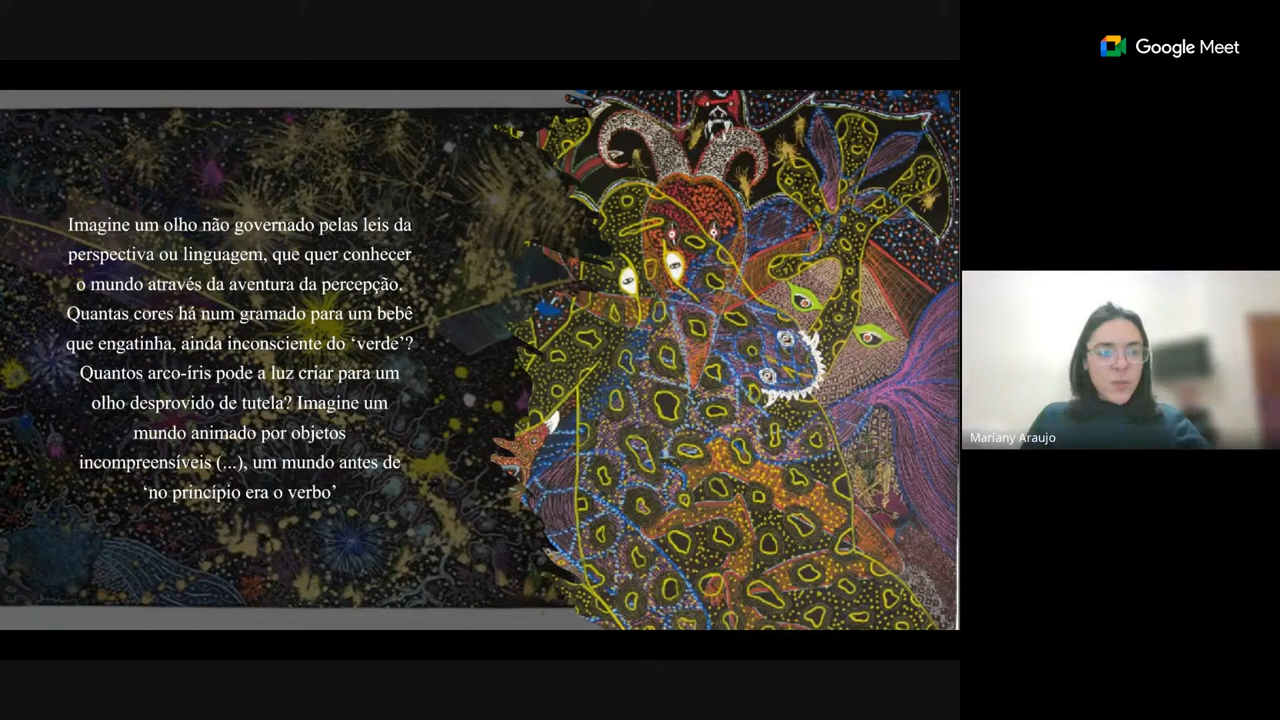 Google Meet
Imagine um olho não governado pelas leis da
perspectiva ou linguagem, que quer conhecer
o mundo através da aventura da percepção.
Quantas cores há num gramado para um bebê
que engatinha, ainda inconsciente do ‘verde’?
Quantos arco-íris pode a luz criar para um
olho desprovido de tutela? Imagine um
mundo animado por objetos
incompreensíveis (...), um mundo antes de
‘no princípio era o verbo’
Mariany Araujo